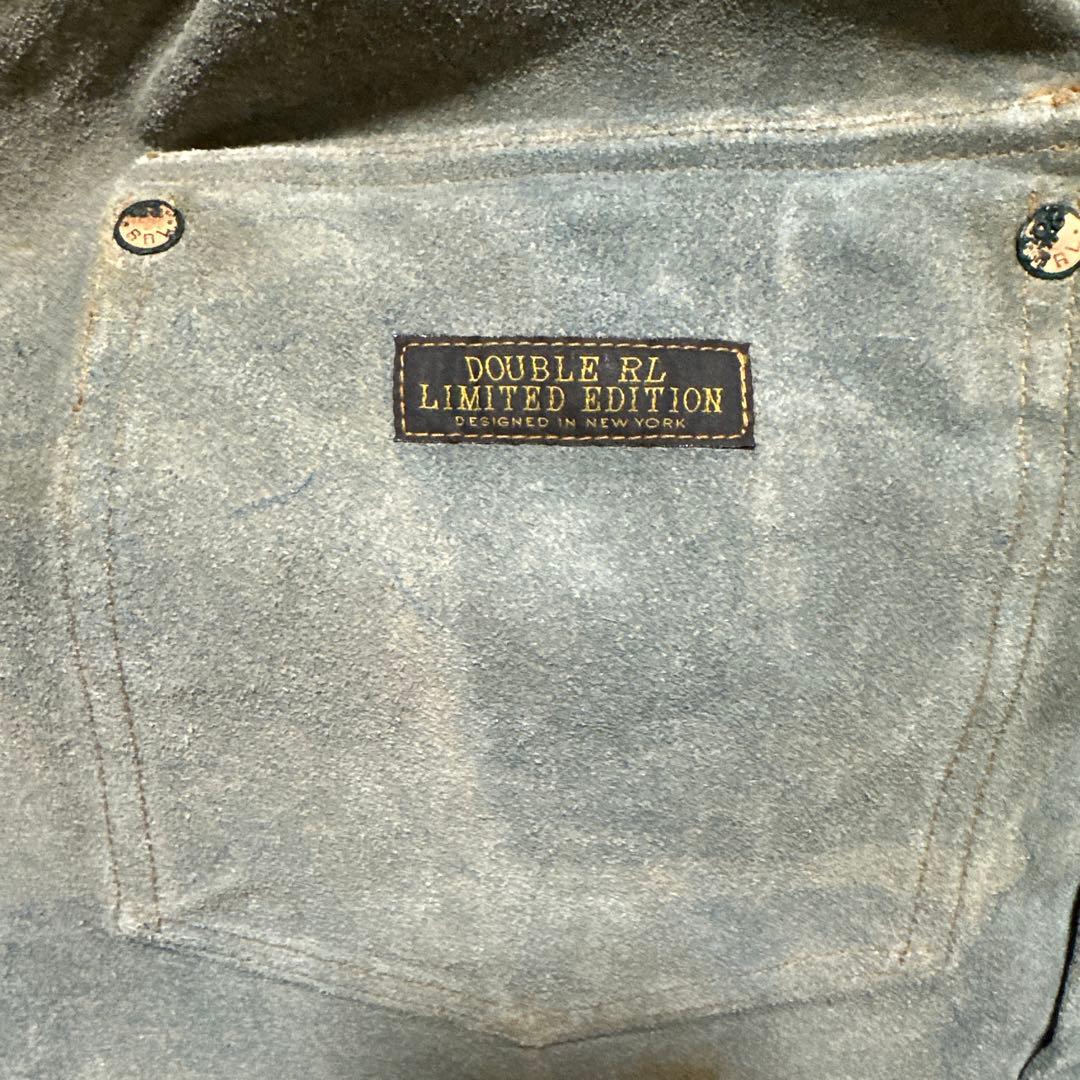 DOUBLE RL
LIMITED EDITION
DESIGNED IN NEW YORK